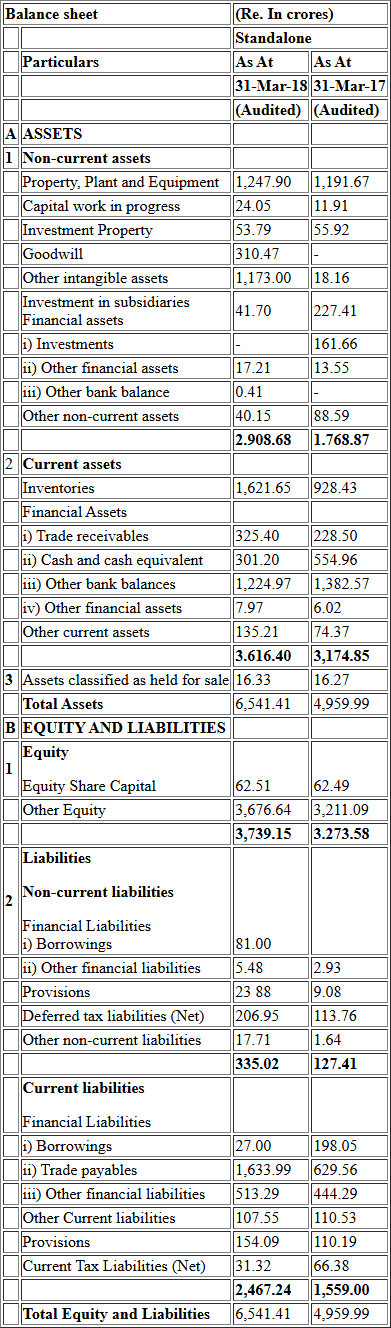 Balance sheet (Re. In crores)
Standalone
Particulars As At As At
31-Mar-18 31-Mar-17
(Audited) (Audited)
A ASSETS
1 Non-current assets
Property, Plant and Equipment 1,247.90 1,191.67
Capital work in progress 24.05 11.91
Investment Property 53.79 55.92
Goodwill 310.47 -
Other intangible assets 1,173.00 18.16
Investment in subsidiaries
Financial assets 41.70 227.41
i) Investments - 161.66
ii) Other financial assets 17.21 13.55
iii) Other bank balance 0.41 -
Other non-current assets 40.15 88.59
2.908.68 1.768.87
2 Current assets
Inventories 1,621.65 928.43
Financial Assets
i) Trade receivables 325.40 228.50
ii) Cash and cash equivalent 301.20 554.96
iii) Other bank balances 1,224.97 1,382.57
iv) Other financial assets 7.97 6.02
Other current assets 135.21 74.37
3.616.40 3,174.85
3 Assets classified as held for sale 16.33 16.27
Total Assets 6,541.41 4,959.99
B EQUITY AND LIABILITIES
1 Equity
Equity Share Capital 62.51 62.49
Other Equity 3,676.64 3,211.09
3,739.15 3.273.58
2 Liabilities
Non-current liabilities
Financial Liabilities
i) Borrowings 81.00
ii) Other financial liabilities 5.48 2.93
Provisions 23 88 9.08
Deferred tax liabilities (Net) 206.95 113.76
Other non-current liabilities 17.71 1.64
335.02 127.41
Current liabilities
Financial Liabilities
i) Borrowings 27.00 198.05
ii) Trade payables 1,633.99 629.56
iii) Other financial liabilities 513.29 444.29
Other Current liabilities 107.55 110.53
Provisions 154.09 110.19
Current Tax Liabilities (Net) 31.32 66.38
2,467.24 1,559.00
Total Equity and Liabilities 6,541.41 4,959.99